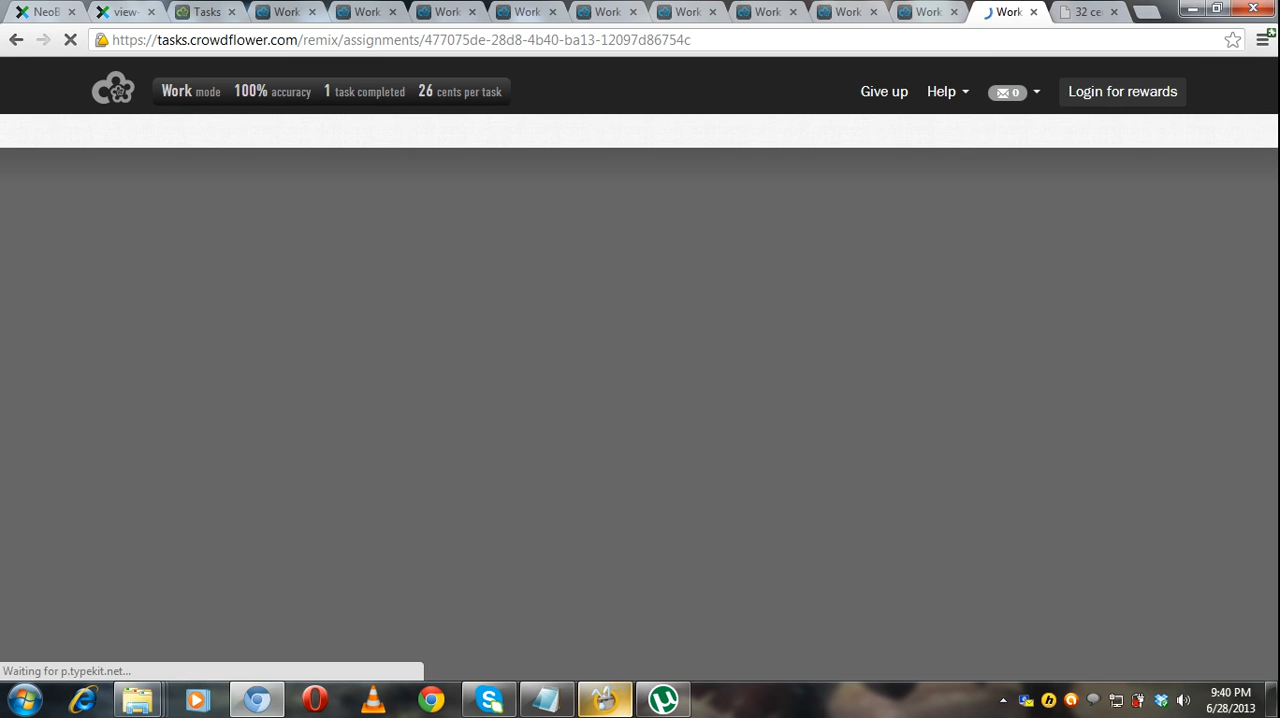 NeoB
view-
Tasks
Work
Work
Work
Work
Work
Work
Work
Work
Work
Work
32 ce
https://tasks.crowdflower.com/remix/assignments/477075de-28d8-4b40-ba13-12097d86754c
Work mode 100% accuracy 1 task completed 26 cents per task
Give up
Help
0
Login for rewards
Waiting for p.typekit.net...
9:40 PM
6/28/2013